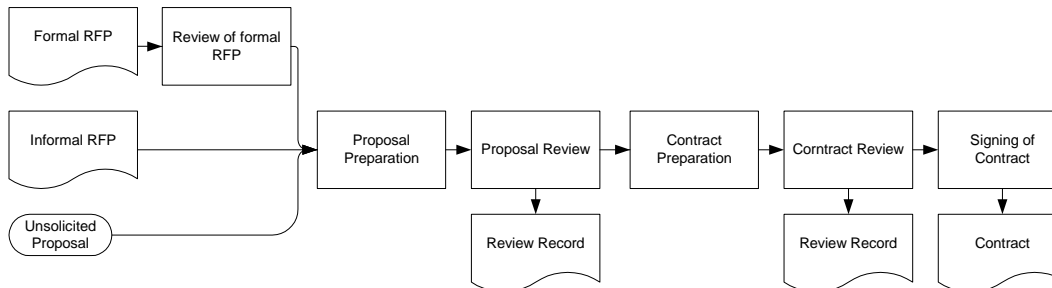 Formal RFP
Review of formal
RFP
Informal RFP
Unsolicited
Proposal
Proposal
Preparation
Proposal Review
Contract
Preparation
Corntract Review
Signing of
Contract
Review Record
Review Record
Contract